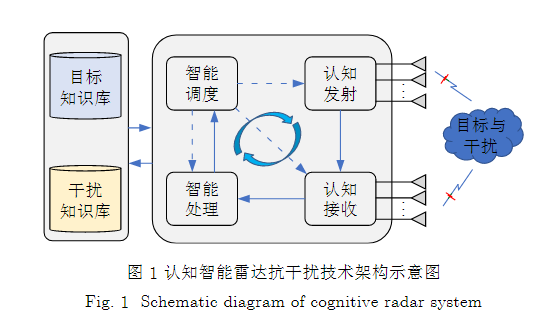 目标
知识库
干扰
知识库
智能
调度
认知
发射
智能
处理
认知
接收
目标与
干扰
图 1 认知智能雷达抗干扰技术架构示意图
Fig. 1 Schematic diagram of cognitive radar system